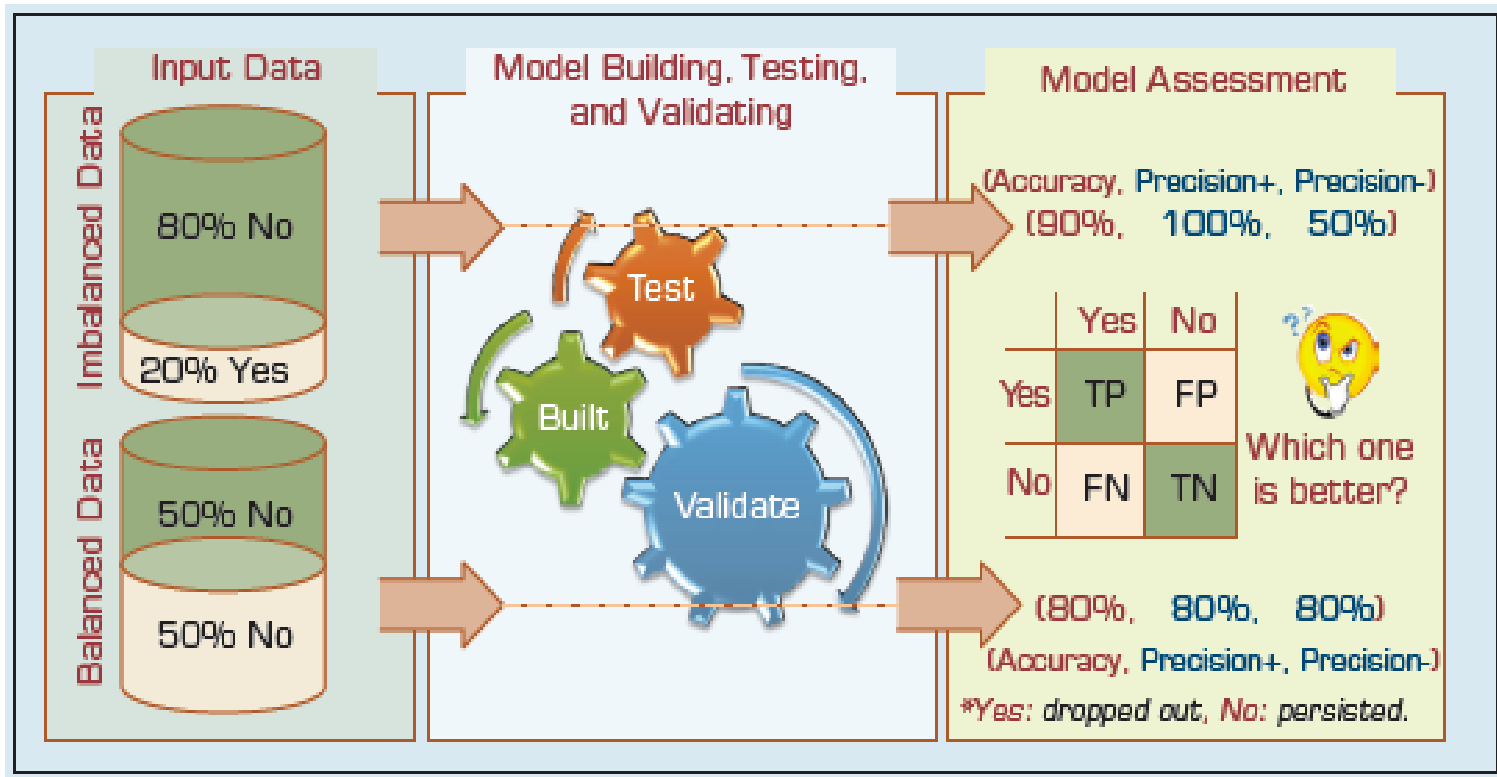 Input Data
Imbalanced Data
80% No
20% Yes
Balanced Data
50% No
50% No
Model Building, Testing,
and Validating
Test
Built
Validate
Model Assessment
(Accuracy, Precision+, Precision-)
(90%, 100%, 50%)
Yes No
Yes TP FP
No FN TN
??
Which one
is better?
(80%, 80%, 80%)
(Accuracy, Precision+, Precision-)
*Yes: dropped out, No: persisted.